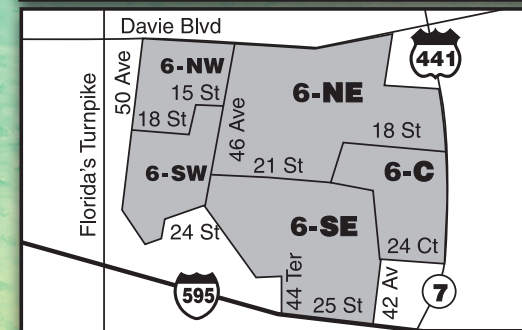 Davie Blvd
441
Florida's Turnpike
50 Ave
6-NW
15 St
18 St
46 Ave
6-NE
18 St
6-SW
21 St
6-C
24 St
6-SE
24 Ct
595
44 Ter
25 St
42 Av
7